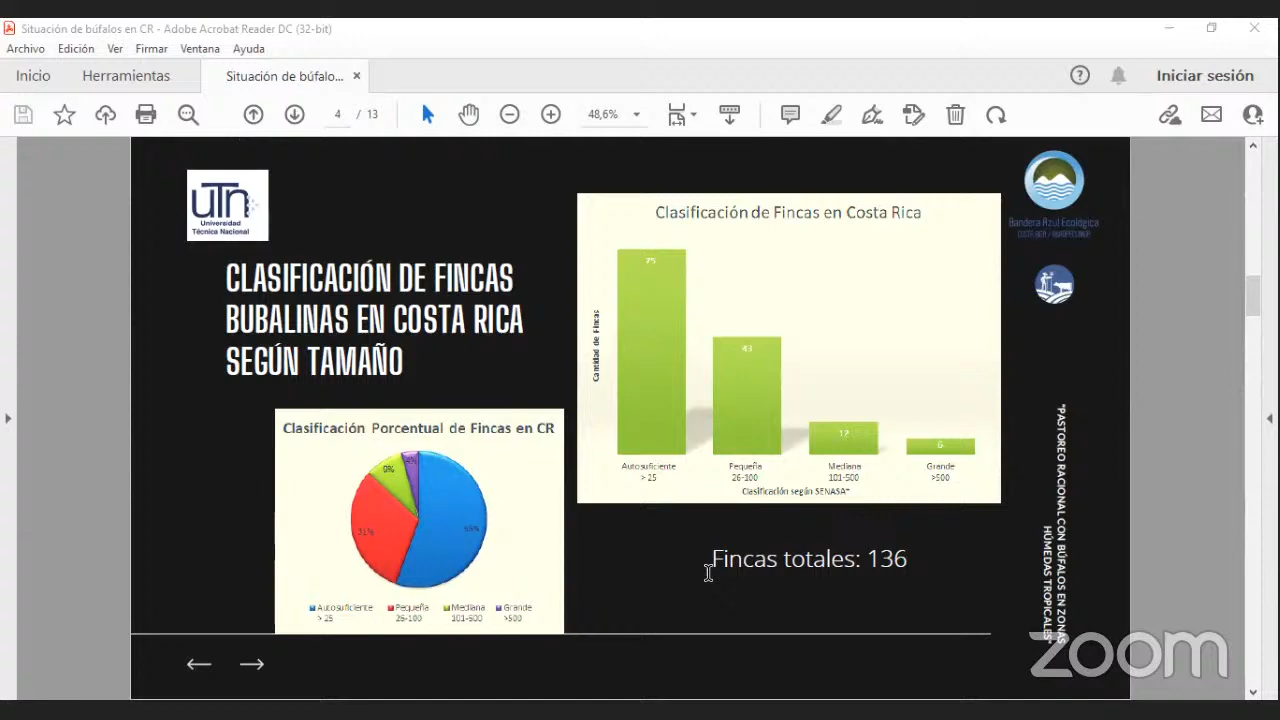 Situación de búfalos en CR - Adobe Acrobat Reader DC (32-bit)
Archivo Edición Ver Firmar Ventana Ayuda
Inicio Herramientas Situación de búfalo... × Iniciar sesión
4 / 13 48,6%
utn
Universidad
Técnica Nacional
CLASIFICACIÓN DE FINCAS
BUBALINAS EN COSTA RICA
SEGÚN TAMAÑO
Clasificación de Fincas en Costa Rica
Cantidad de Fincas
75
43
12
6
Autosuficiente Pequeña Mediana Grande
> 25 26-100 101-500 >500
Clasificación según SENASA*
Bandera Azul Ecológica
Clasificación Porcentual de Fincas en CR
9%
4%
31%
55%
Autosuficiente Pequeña Mediana Grande
> 25 26-100 101-500 >500
Fincas totales: 136
"PASTOREO RACIONAL CON BÚFALOS EN ZONAS
HÚMEDAS TROPICALES"
zoom